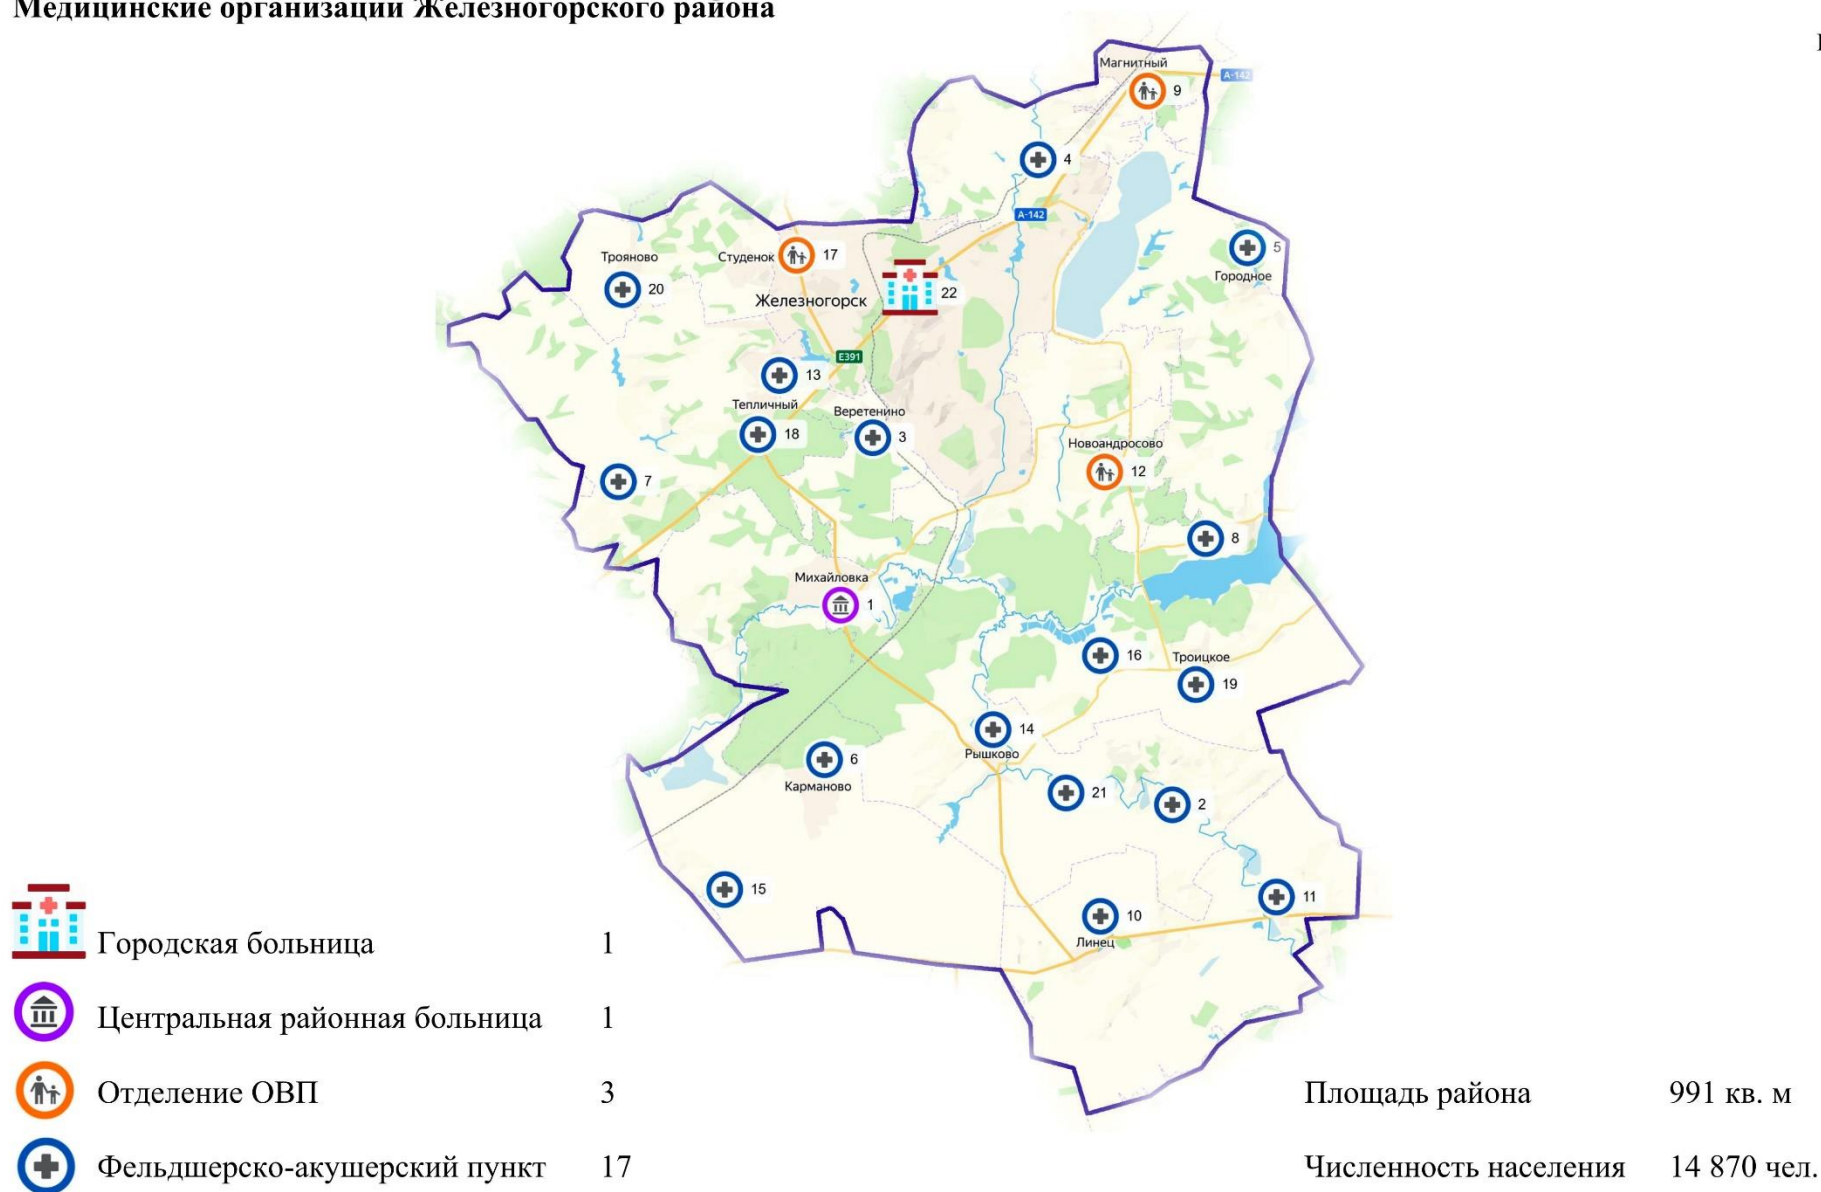 Медицинские организации Железногорского района
Магнитный
A-142
9
4
A-142
Трояново
Студенок
17
5
Городное
20
Железногорск
22
E391
13
Тепличный
Веретенино
18
3
Новоандросово
12
7
8
Михайловка
1
16
Троицкое
19
14
Рышково
6
Карманово
21
2
15
11
10
Линец
Городская больница 1
Центральная районная больница 1
Отделение ОВП 3
Площадь района 991 кв. м
Фельдшерско-акушерский пункт 17
Численность населения 14 870 чел.